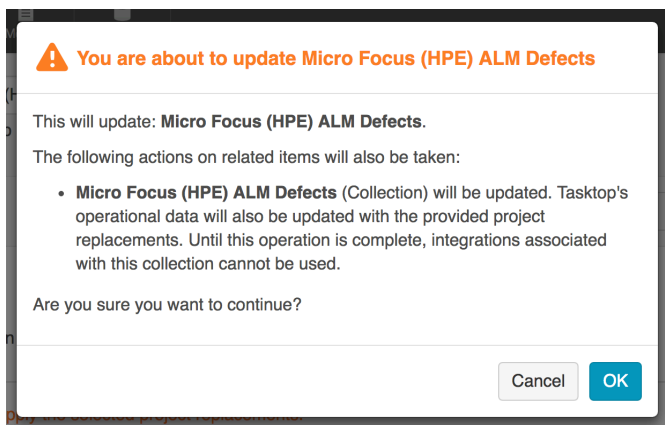 You are about to update Micro Focus (HPE) ALM Defects
This will update: Micro Focus (HPE) ALM Defects.
The following actions on related items will also be taken:
• Micro Focus (HPE) ALM Defects (Collection) will be updated. Tasktop's
operational data will also be updated with the provided project
replacements. Until this operation is complete, integrations associated
with this collection cannot be used.
Are you sure you want to continue?
Cancel OK